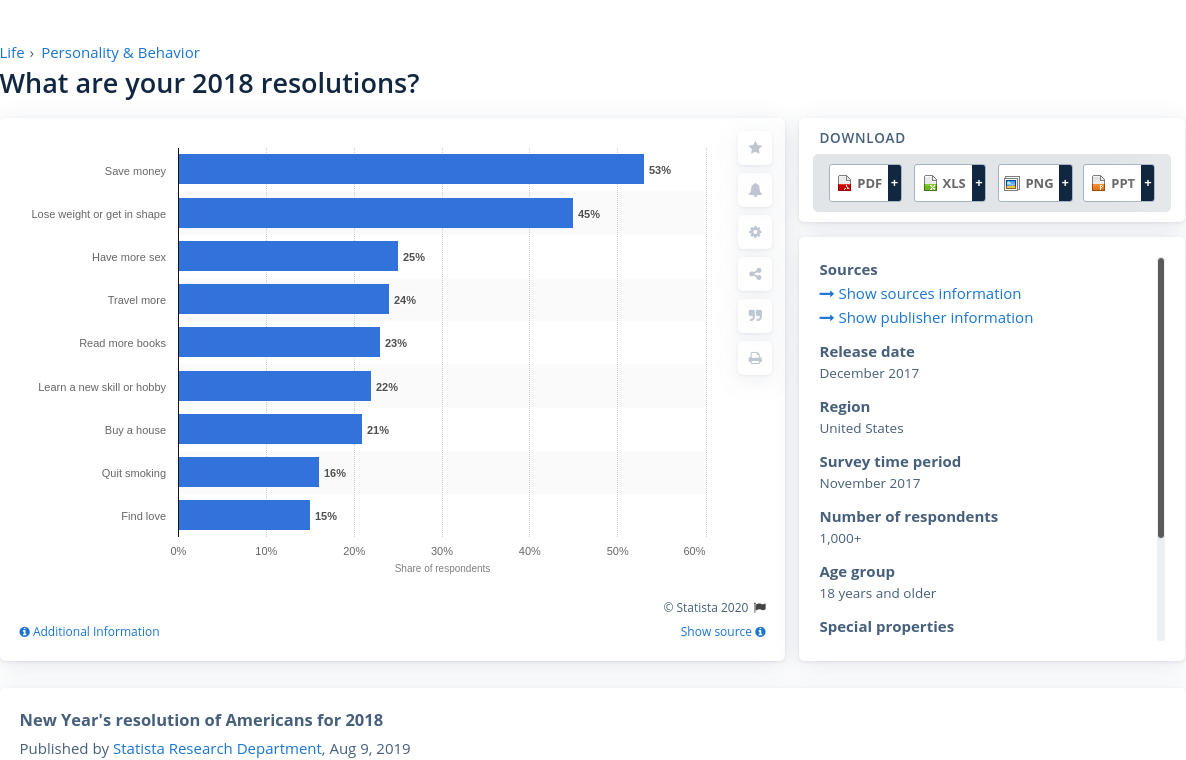 Life › Personality & Behavior
What are your 2018 resolutions?
Save money 53%
Lose weight or get in shape 45%
Have more sex 25%
Travel more 24%
Read more books 23%
Learn a new skill or hobby 22%
Buy a house 21%
Quit smoking 16%
Find love 15%
0% 10% 20% 30% 40% 50% 60%
Share of respondents
© Statista 2020
Additional Information
Show source
DOWNLOAD
PDF + XLS + PNG + PPT +
Sources
Show sources information
Show publisher information
Release date
December 2017
Region
United States
Survey time period
November 2017
Number of respondents
1,000+
Age group
18 years and older
Special properties
New Year's resolution of Americans for 2018
Published by Statista Research Department, Aug 9, 2019